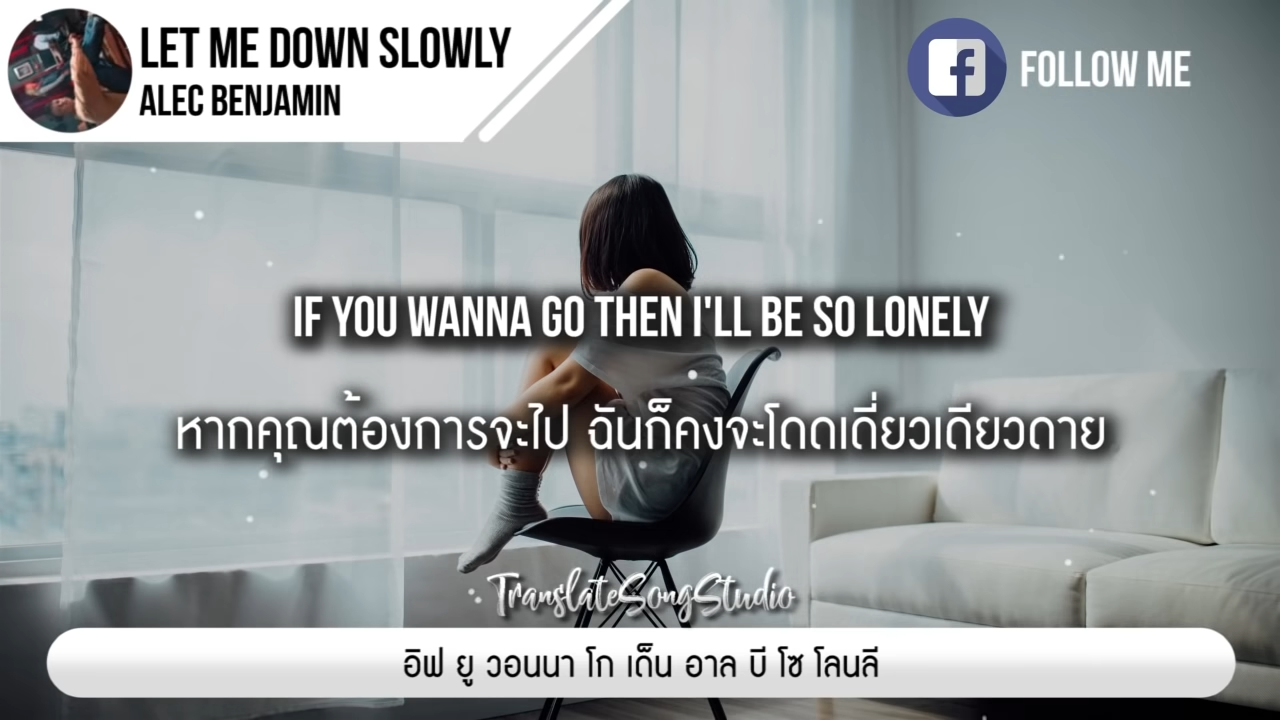 LET ME DOWN SLOWLY
ALEC BENJAMIN
FOLLOW ME
IF YOU WANNA GO THEN I'LL BE SO LONELY
หากคุณต้องการจะไป ฉันก็คงจะโดดเดี่ยวเดียวดาย
TranslateSongStudio
อิฟ ยู วอนนา โก เด็น อาล บี โซ โลนลี